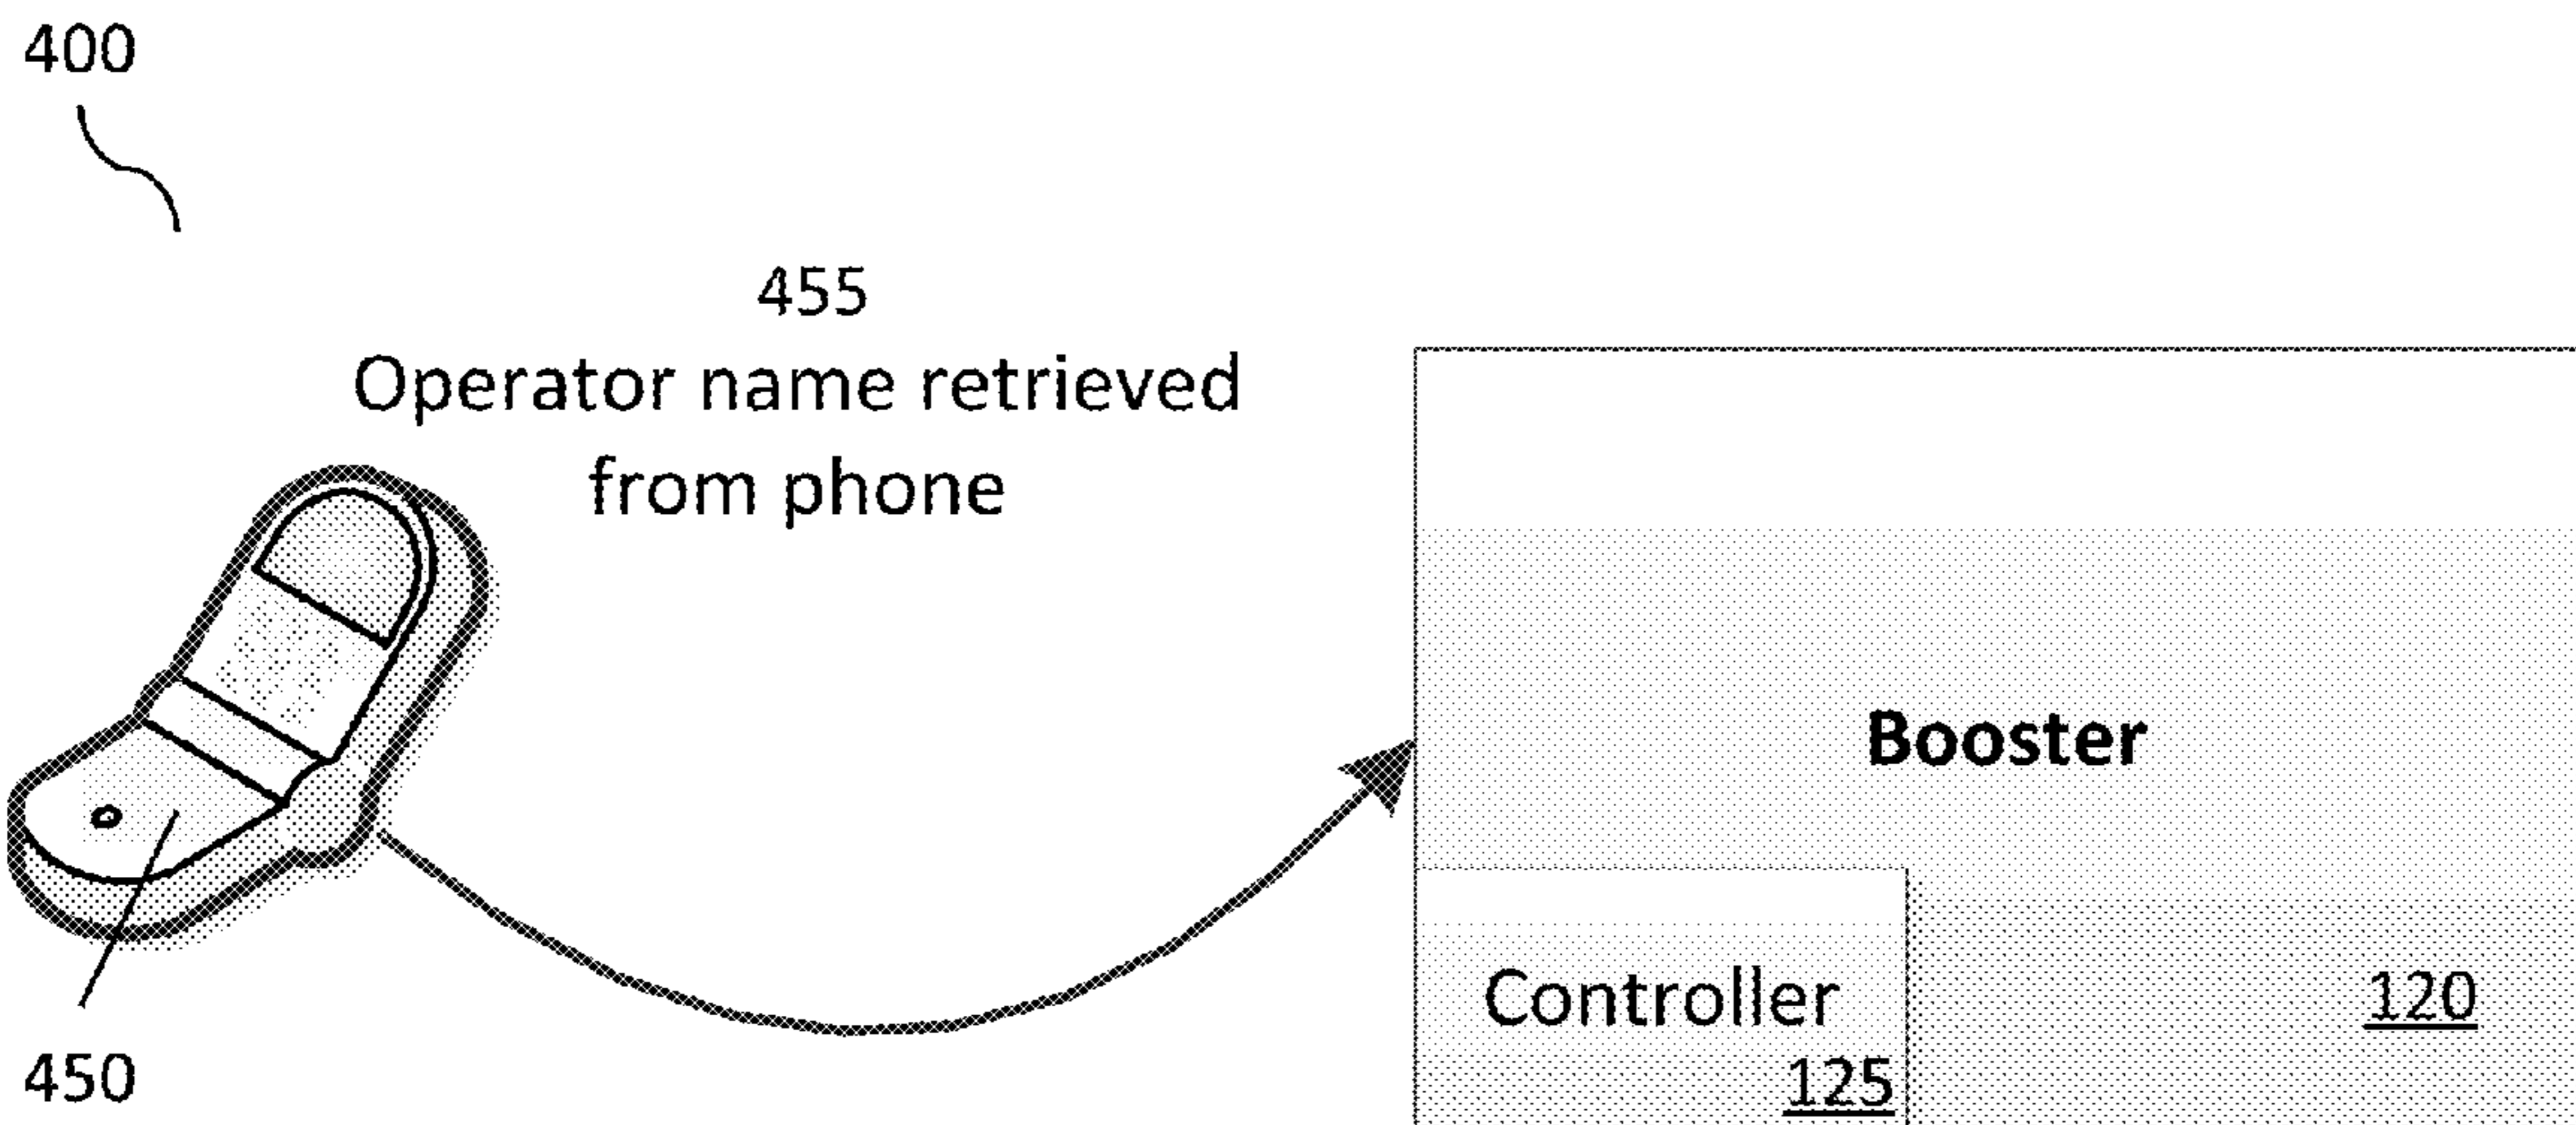 400
455
Operator name retrieved
from phone
Booster
Controller
120
125
450